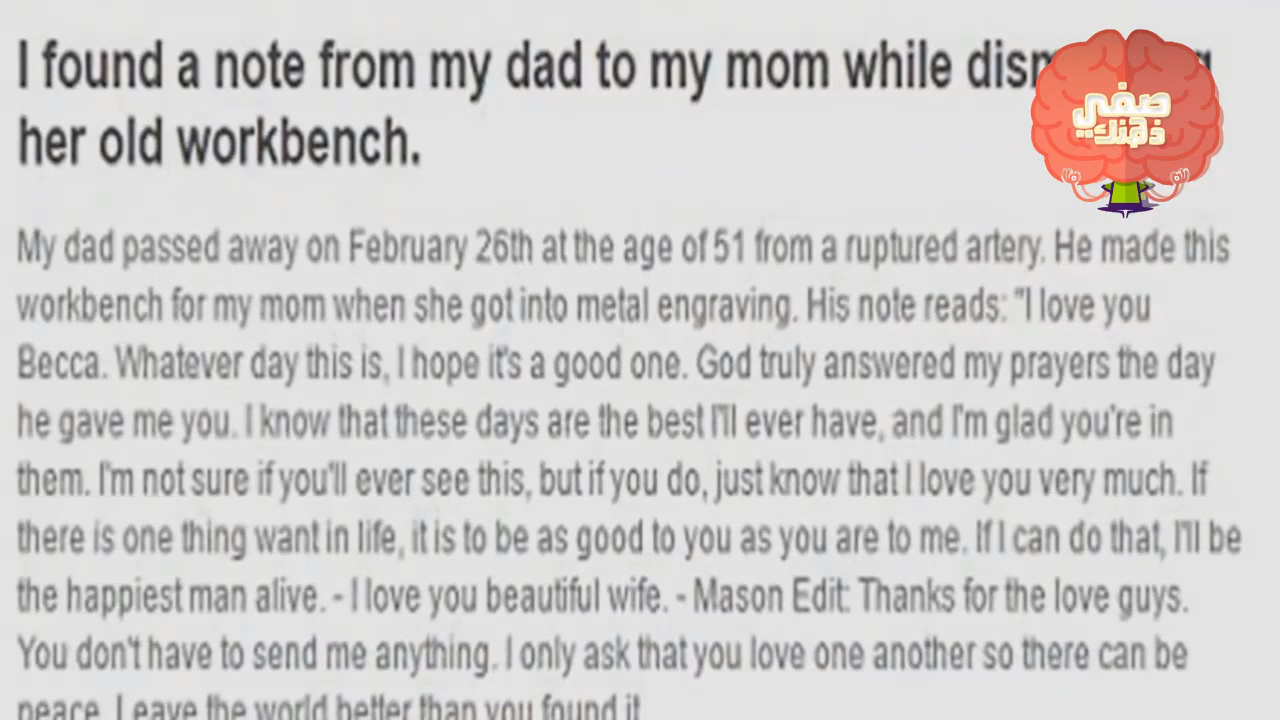 I found a note from my dad to my mom while
her old workbench.
صفي
ذهنك
My dad passed away on February 26th at the age of 51 from a ruptured artery. He made this
workbench for my mom when she got into metal engraving. His note reads: "I love you
Becca. Whatever day this is, I hope it's a good one. God truly answered my prayers the day
he gave me you. I know that these days are the best I'll ever have, and I'm glad you're in
them. I'm not sure if you'll ever see this, but if you do, just know that I love you very much. If
there is one thing want in life, it is to be as good to you as you are to me. If I can do that, I'll be
the happiest man alive. - I love you beautiful wife. - Mason Edit: Thanks for the love guys.
You don't have to send me anything. I only ask that you love one another so there can be
peace. Leave the world better than you found it